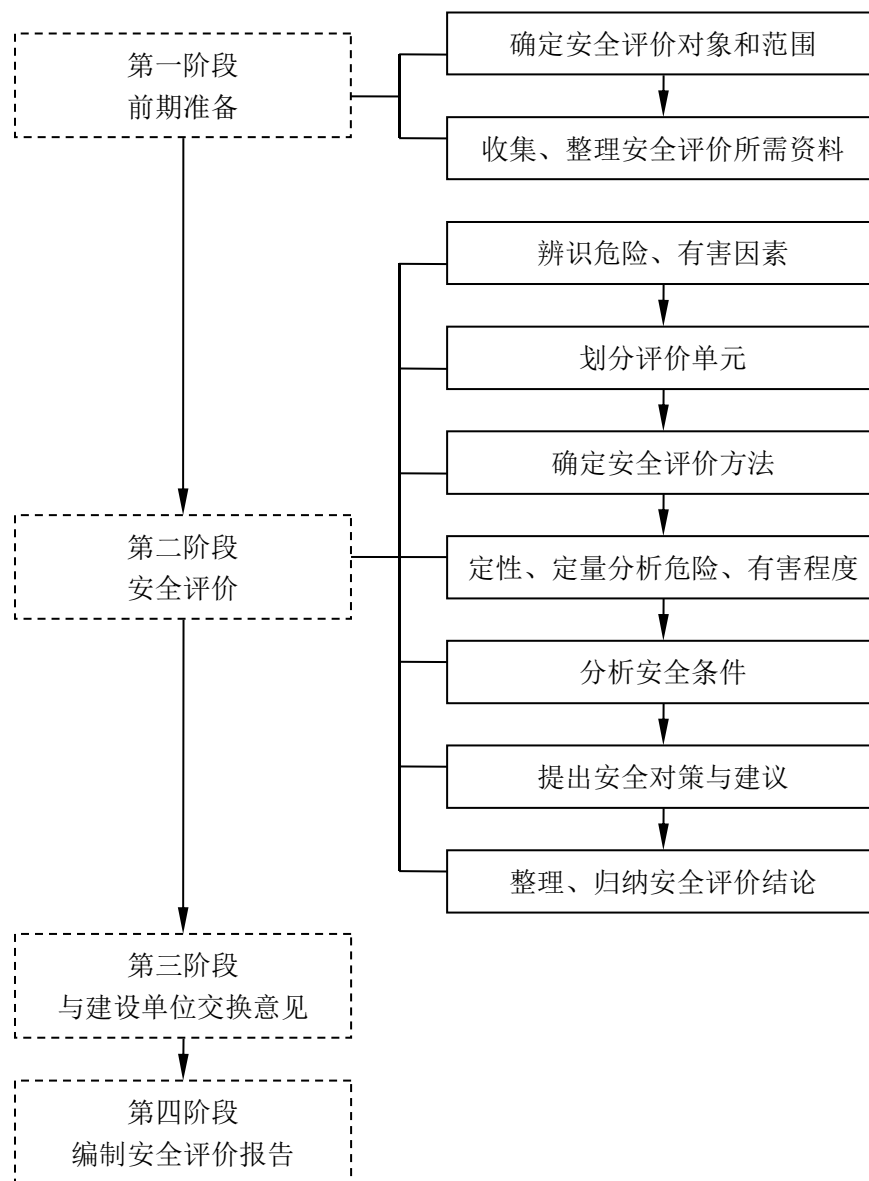 第一阶段
前期准备
确定安全评价对象和范围
收集、整理安全评价所需资料
第二阶段
安全评价
辨识危险、有害因素
划分评价单元
确定安全评价方法
定性、定量分析危险、有害程度
分析安全条件
提出安全对策与建议
整理、归纳安全评价结论
第三阶段
与建设单位交换意见
第四阶段
编制安全评价报告